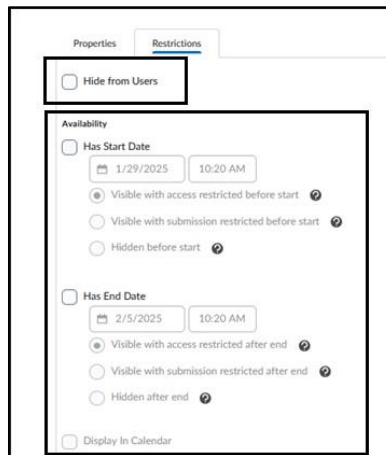 Properties Restrictions
Hide from Users
Availability
Has Start Date
1/29/2025 10:20 AM
Visible with access restricted before start
Visible with submission restricted before start
Hidden before start
Has End Date
2/5/2025 10:20 AM
Visible with access restricted after end
Visible with submission restricted after end
Hidden after end
Display In Calendar